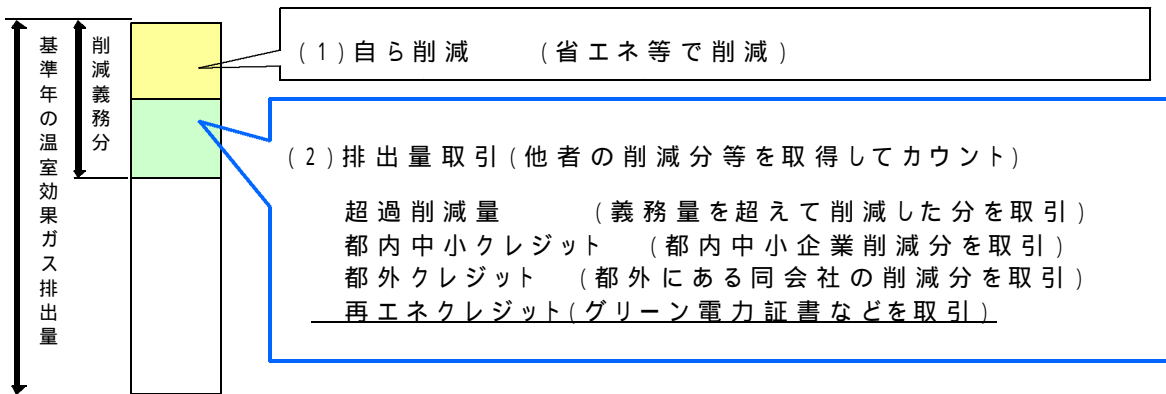 基準年の温室効果ガス排出量
削減義務分
(1)自ら削減 (省エネ等で削減)
(2)排出量取引(他者の削減分等を取得してカウント)
超過削減量 (義務量を超えて削減した分を取引)
都内中小クレジット (都内中小企業削減分を取引)
都外クレジット (都外にある同会社の削減分を取引)
再エネクレジット(グリーン電力証書などを取引)